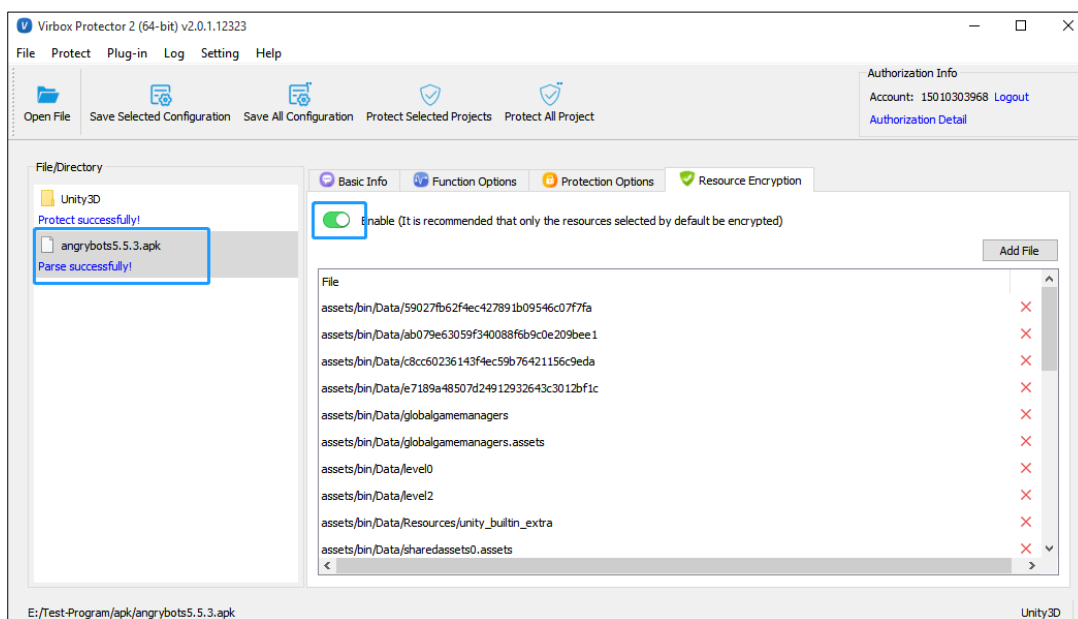 Virbox Protector 2 (64-bit) v2.0.1.12323
File Protect Plug-in Log Setting Help
Open File Save Selected Configuration Save All Configuration Protect Selected Projects Protect All Project
Authorization Info
Account: 15010303968 Logout
Authorization Detail
File/Directory
Unity3D
Protect successfully!
angrybots5.5.3.apk
Parse successfully!
Basic Info Function Options Protection Options Resource Encryption
Enable (It is recommended that only the resources selected by default be encrypted)
Add File
File
assets/bin/Data/59027fb62f4ec427891b09546c07f7fa
assets/bin/Data/ab079e63059f340088f6b9c0e209bee1
assets/bin/Data/c8cc60236143f4ec59b76421156c9eda
assets/bin/Data/e7189a48507d24912932643c3012bf1c
assets/bin/Data/globalgamemanagers
assets/bin/Data/globalgamemanagers.assets
assets/bin/Data/level0
assets/bin/Data/level2
assets/bin/Data/Resources/unity_builtin_extra
assets/bin/Data/sharedassets0.assets
E:/Test-Program/apk/angrybots5.5.3.apk
Unity3D